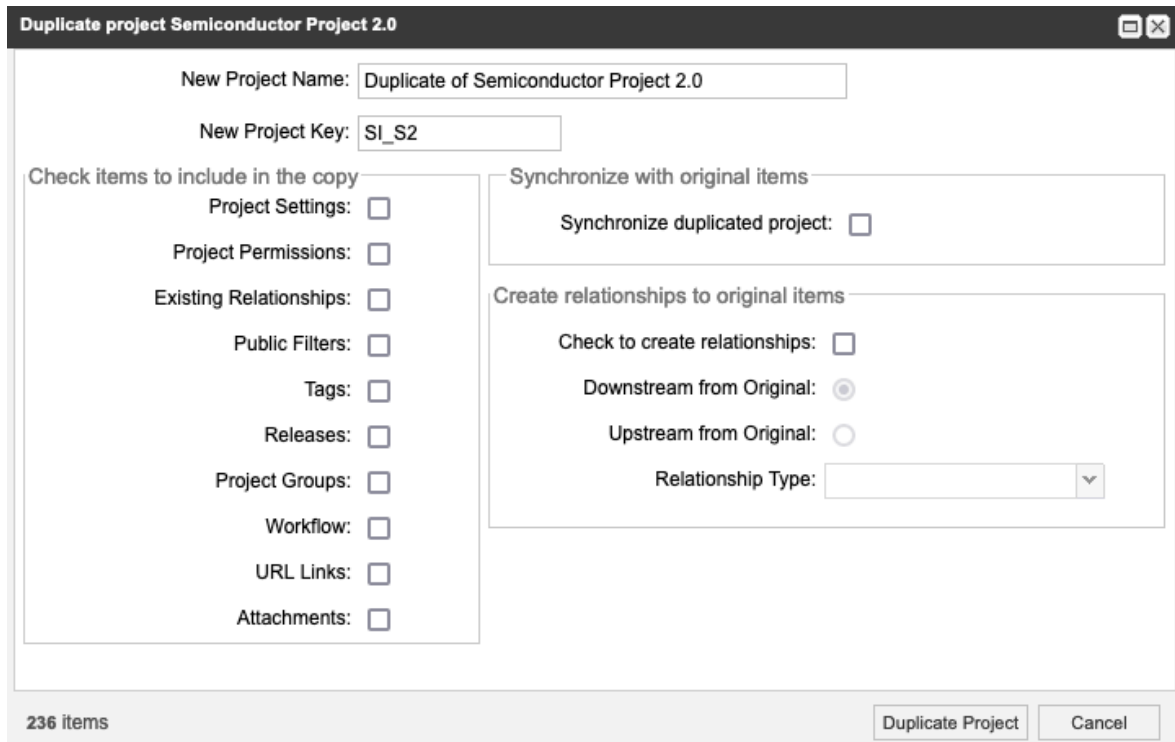 Duplicate project Semiconductor Project 2.0
New Project Name: Duplicate of Semiconductor Project 2.0
New Project Key: SI_S2
Check items to include in the copy
Project Settings:
Project Permissions:
Existing Relationships:
Public Filters:
Tags:
Releases:
Project Groups:
Workflow:
URL Links:
Attachments:
Synchronize with original items
Synchronize duplicated project:
Create relationships to original items
Check to create relationships:
Downstream from Original:
Upstream from Original:
Relationship Type:
236 items
Duplicate Project
Cancel